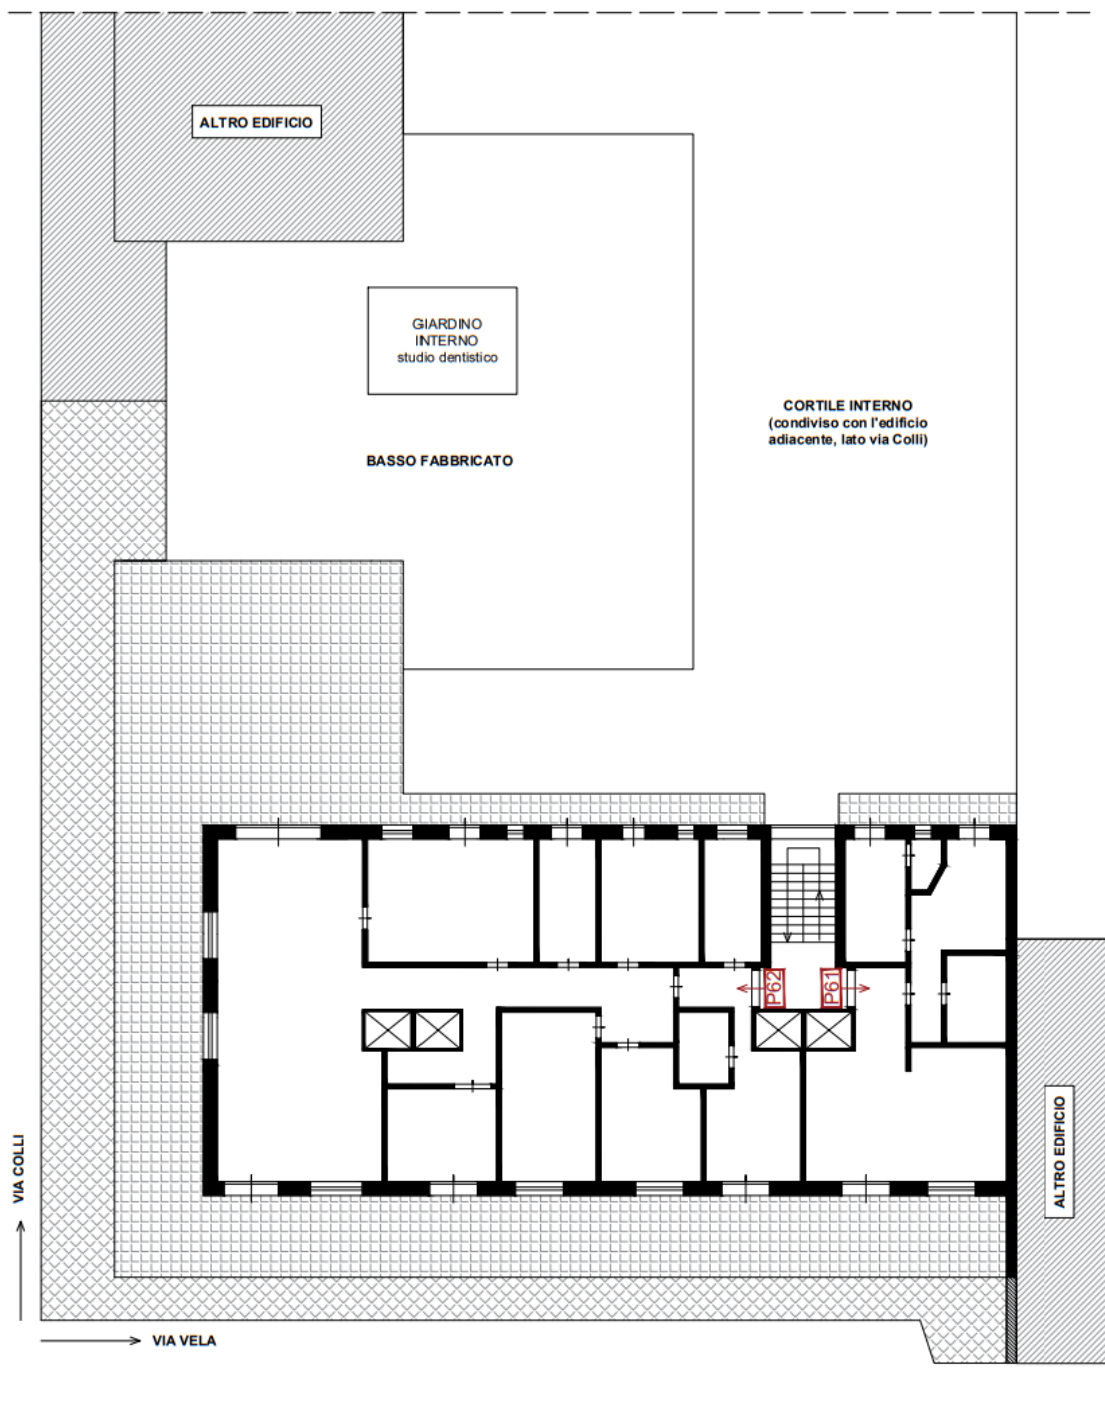 ALTRO EDIFICIO
GIARDINO
INTERNO
studio dentistico
CORTILE INTERNO
(condiviso con l'edificio
adiacente, lato via Colli)
BASSO FABBRICATO
P62
P61
ALTRO EDIFICIO
VIA COLLI
VIA VELA